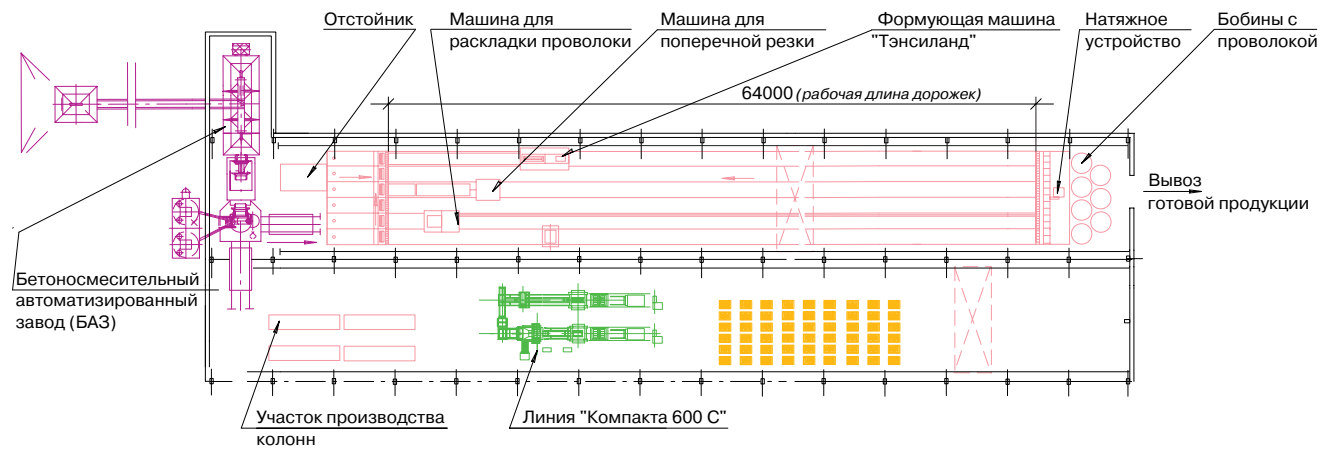 Отстойник
Машина для
раскладки проволоки
Машина для
поперечной резки
Формующая машина
"Тэнсиланд"
Натяжное
устройство
Бобины с
проволокой
64000 (рабочая длина дорожек)
Вывоз
готовой продукции
Бетоносмесительный
автоматизированный
завод (БАЗ)
Участок производства
колонн
Линия "Компакта 600 С"